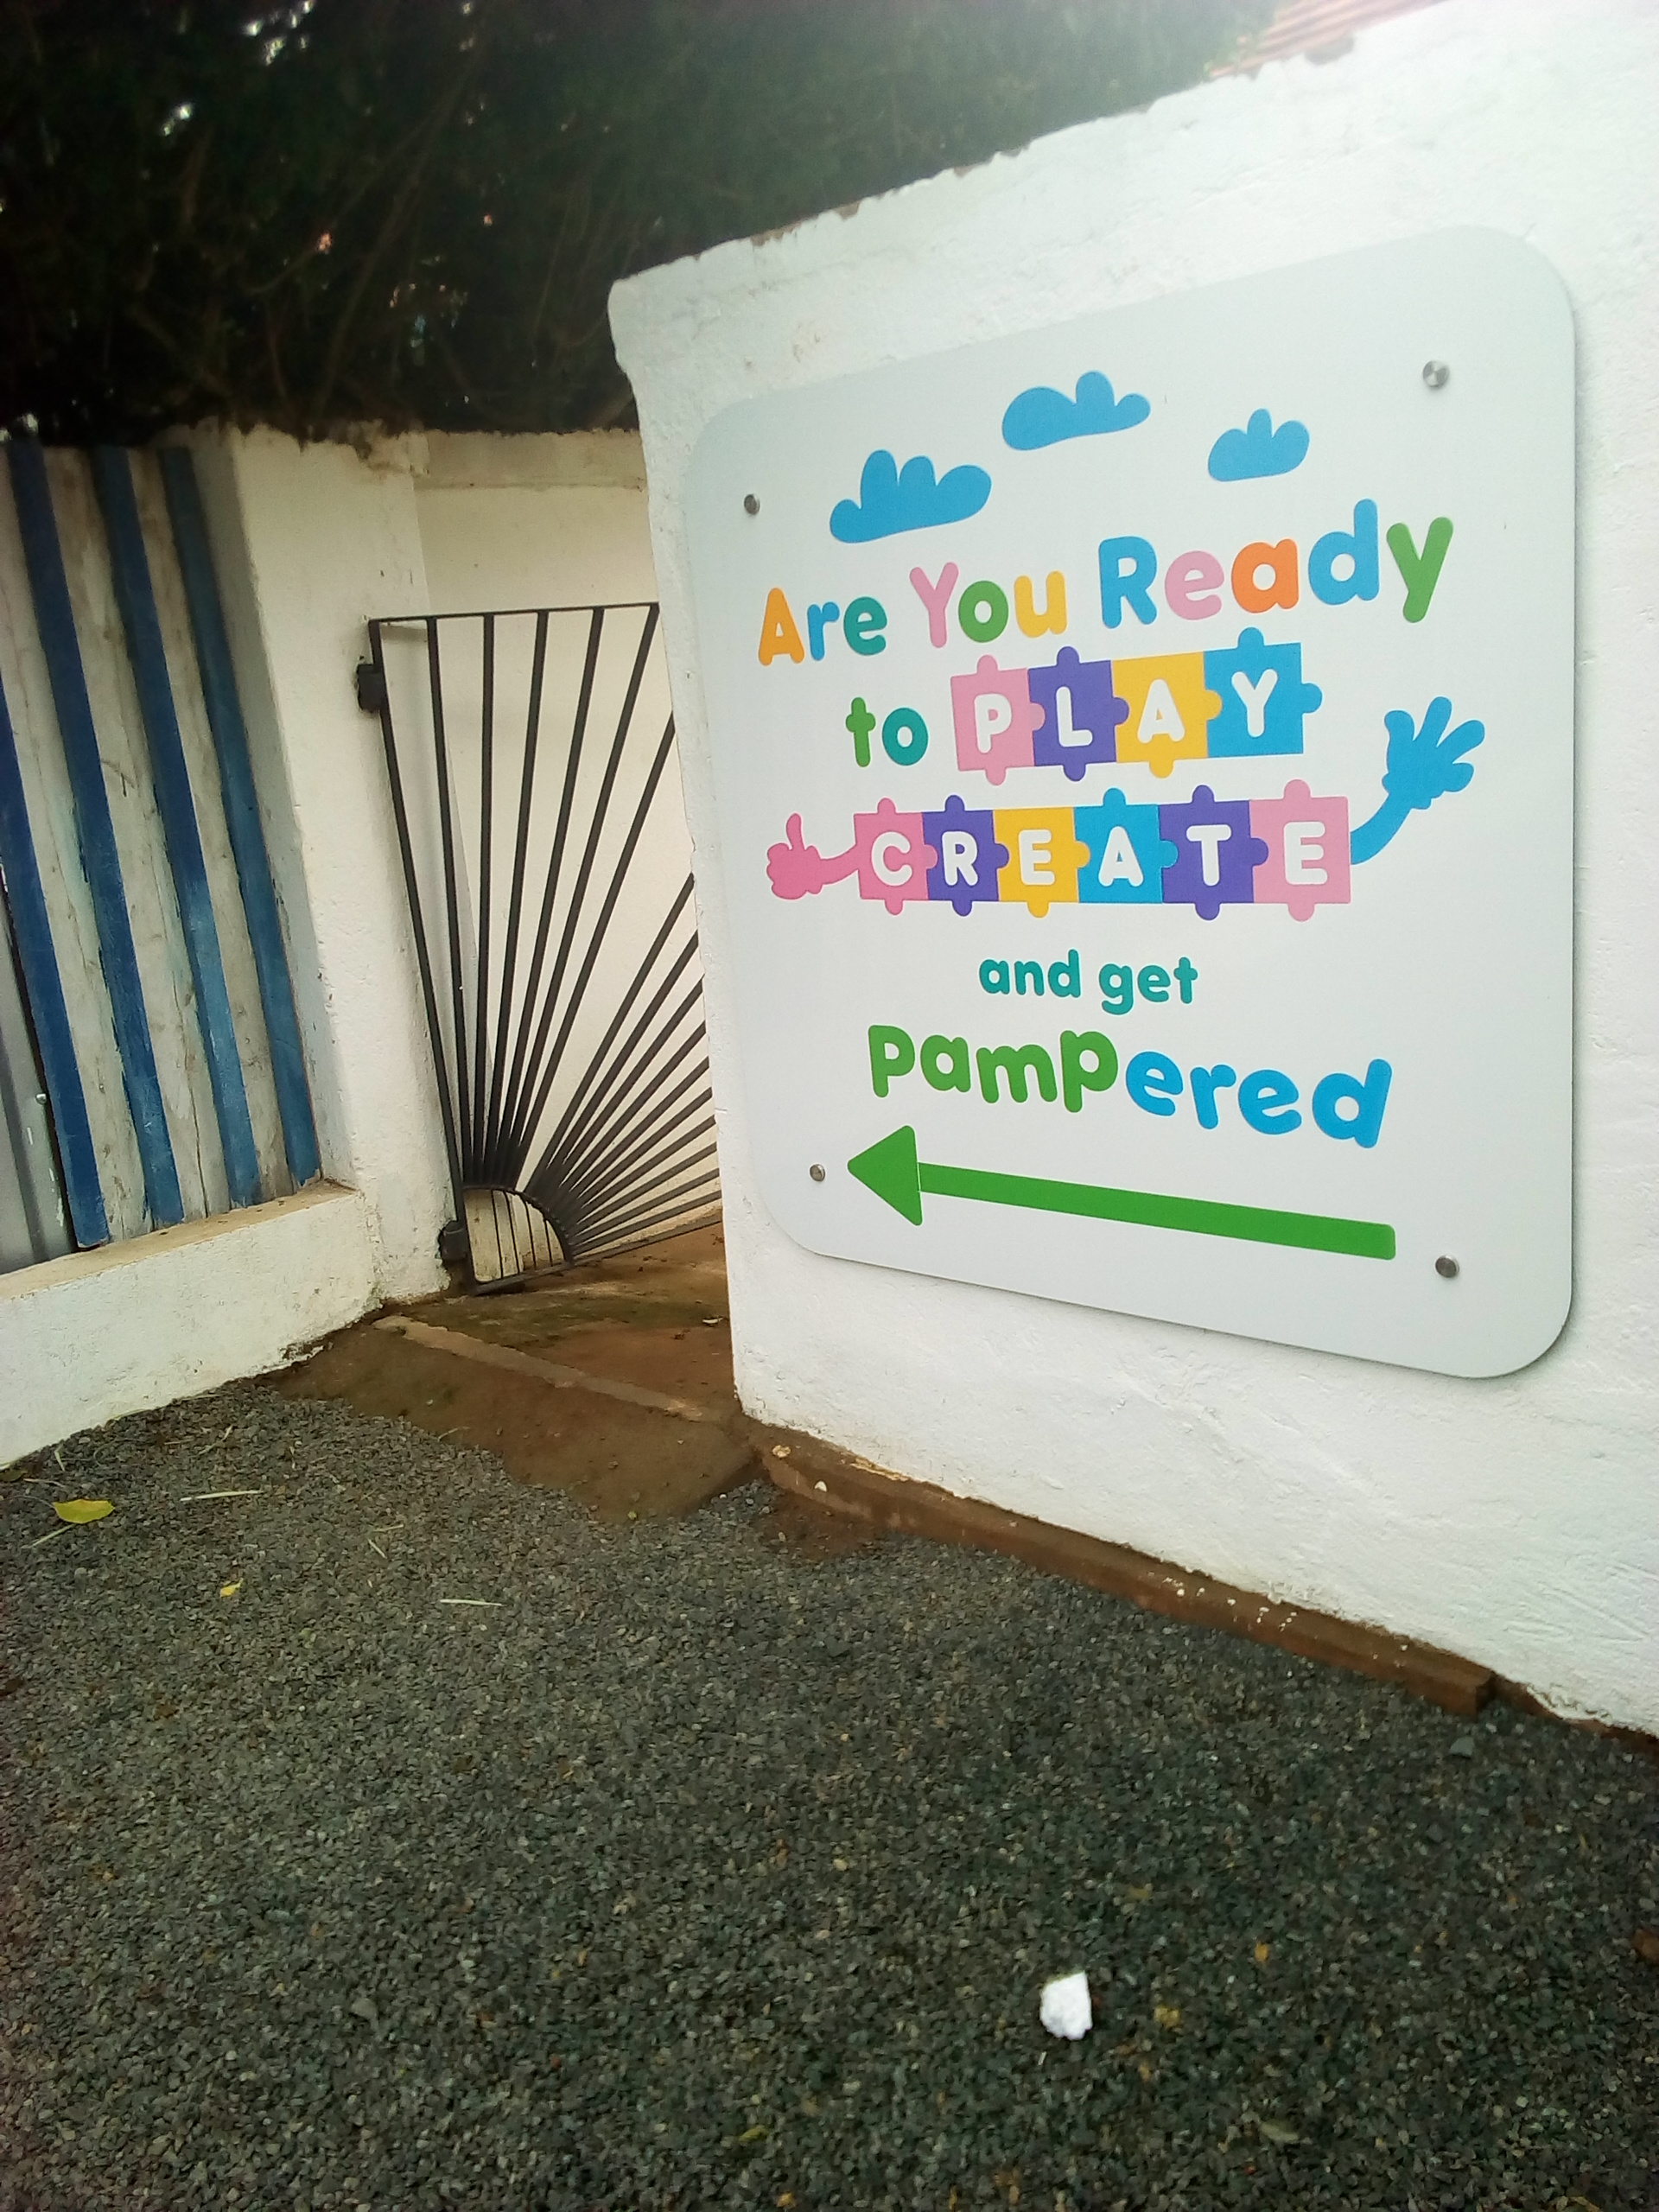 Are You Ready
to PLAY
CREATE
and get
PamPered